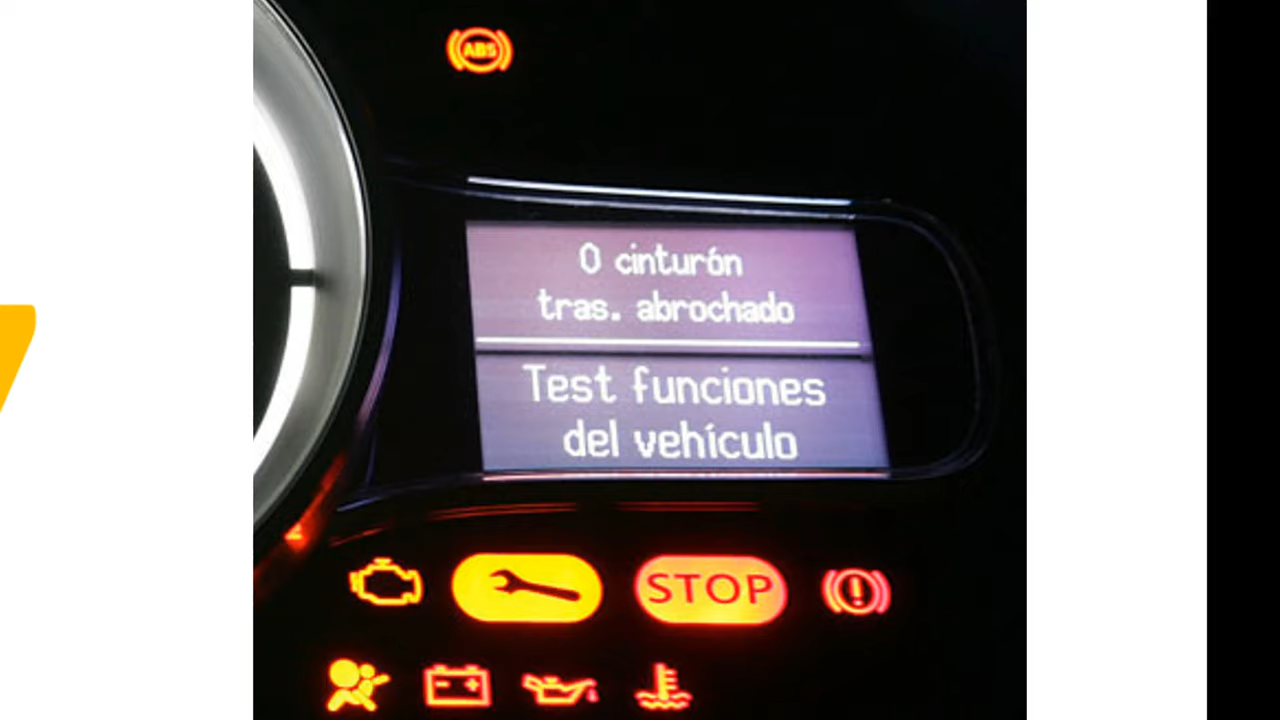 ABS
0 cinturón
tras. abrochado
Test funciones
del vehículo
STOP